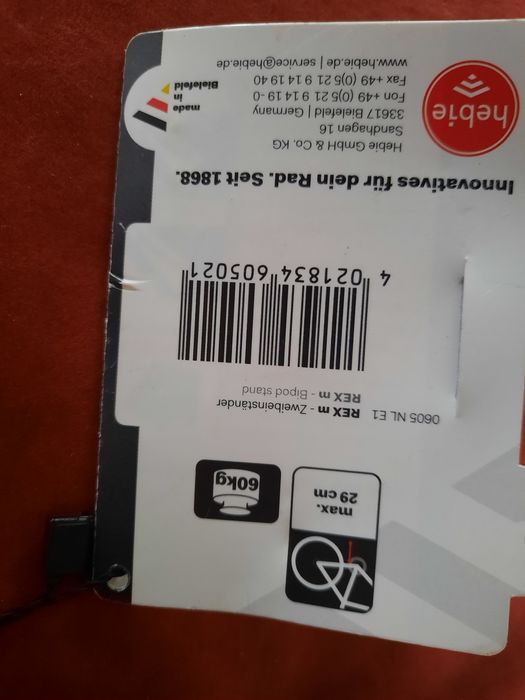 max.
29 cm
60kg
0605 NL E1 REX m - Zweibeinständer
REX m - Bipod stand
4 021834 605021
Innovatives für dein Rad. Seit 1868.
hebie
Hebie GmbH & Co. KG
Sandhagen 16
33617 Bielefeld | Germany
Fon +49 (0)5 21 9 14 19-0
Fax +49 (0)5 21 9 14 19 40
www.hebie.de | service@hebie.de
made
in
Bielefeld